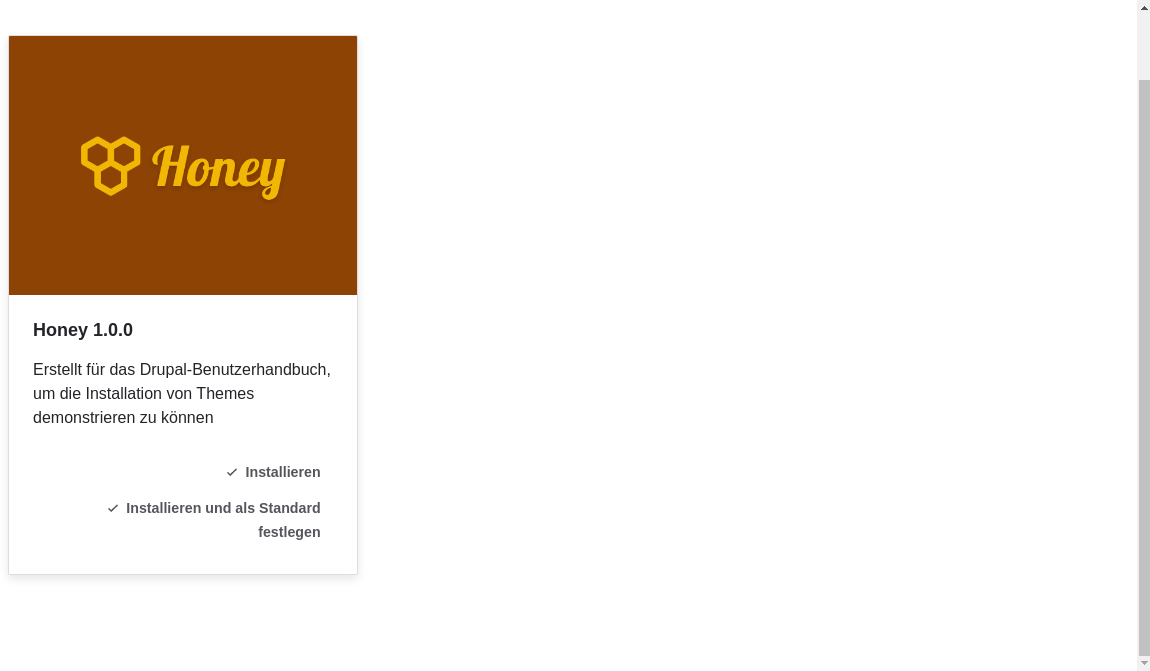 Honey
Honey 1.0.0
Erstellt für das Drupal-Benutzerhandbuch,
um die Installation von Themes
demonstrieren zu können
Installieren
Installieren und als Standard
festlegen